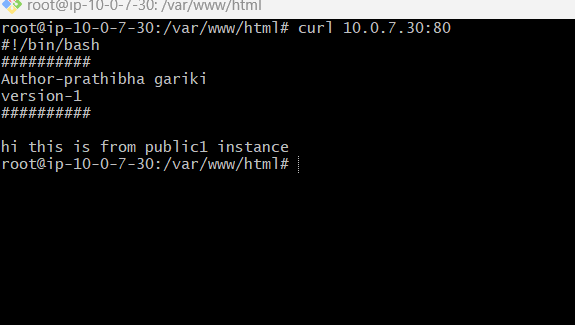 root@ip-10-0-7-30: /var/www/html
root@ip-10-0-7-30:/var/www/html# curl 10.0.7.30:80
#!/bin/bash
##########
Author-prathibha gariki
version-1
##########
hi this is from public1 instance
root@ip-10-0-7-30:/var/www/html#